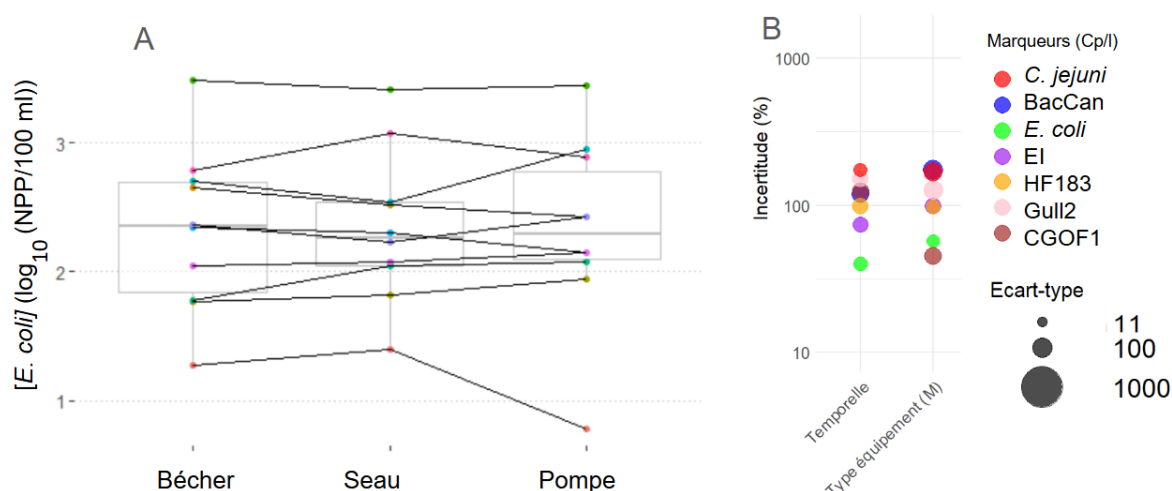 A
[E. coli] (log10 (NPP/100 ml))
3
2
1
Bécher
Seau
Pompe
B
Incertitude (%)
1000
100
10
Temporelle
Type équipement (M)
Marqueurs (Cp/l)
C. jejuni
BacCan
E. coli
EI
HF183
Gull2
CGOF1
Ecart-type
11
100
1000